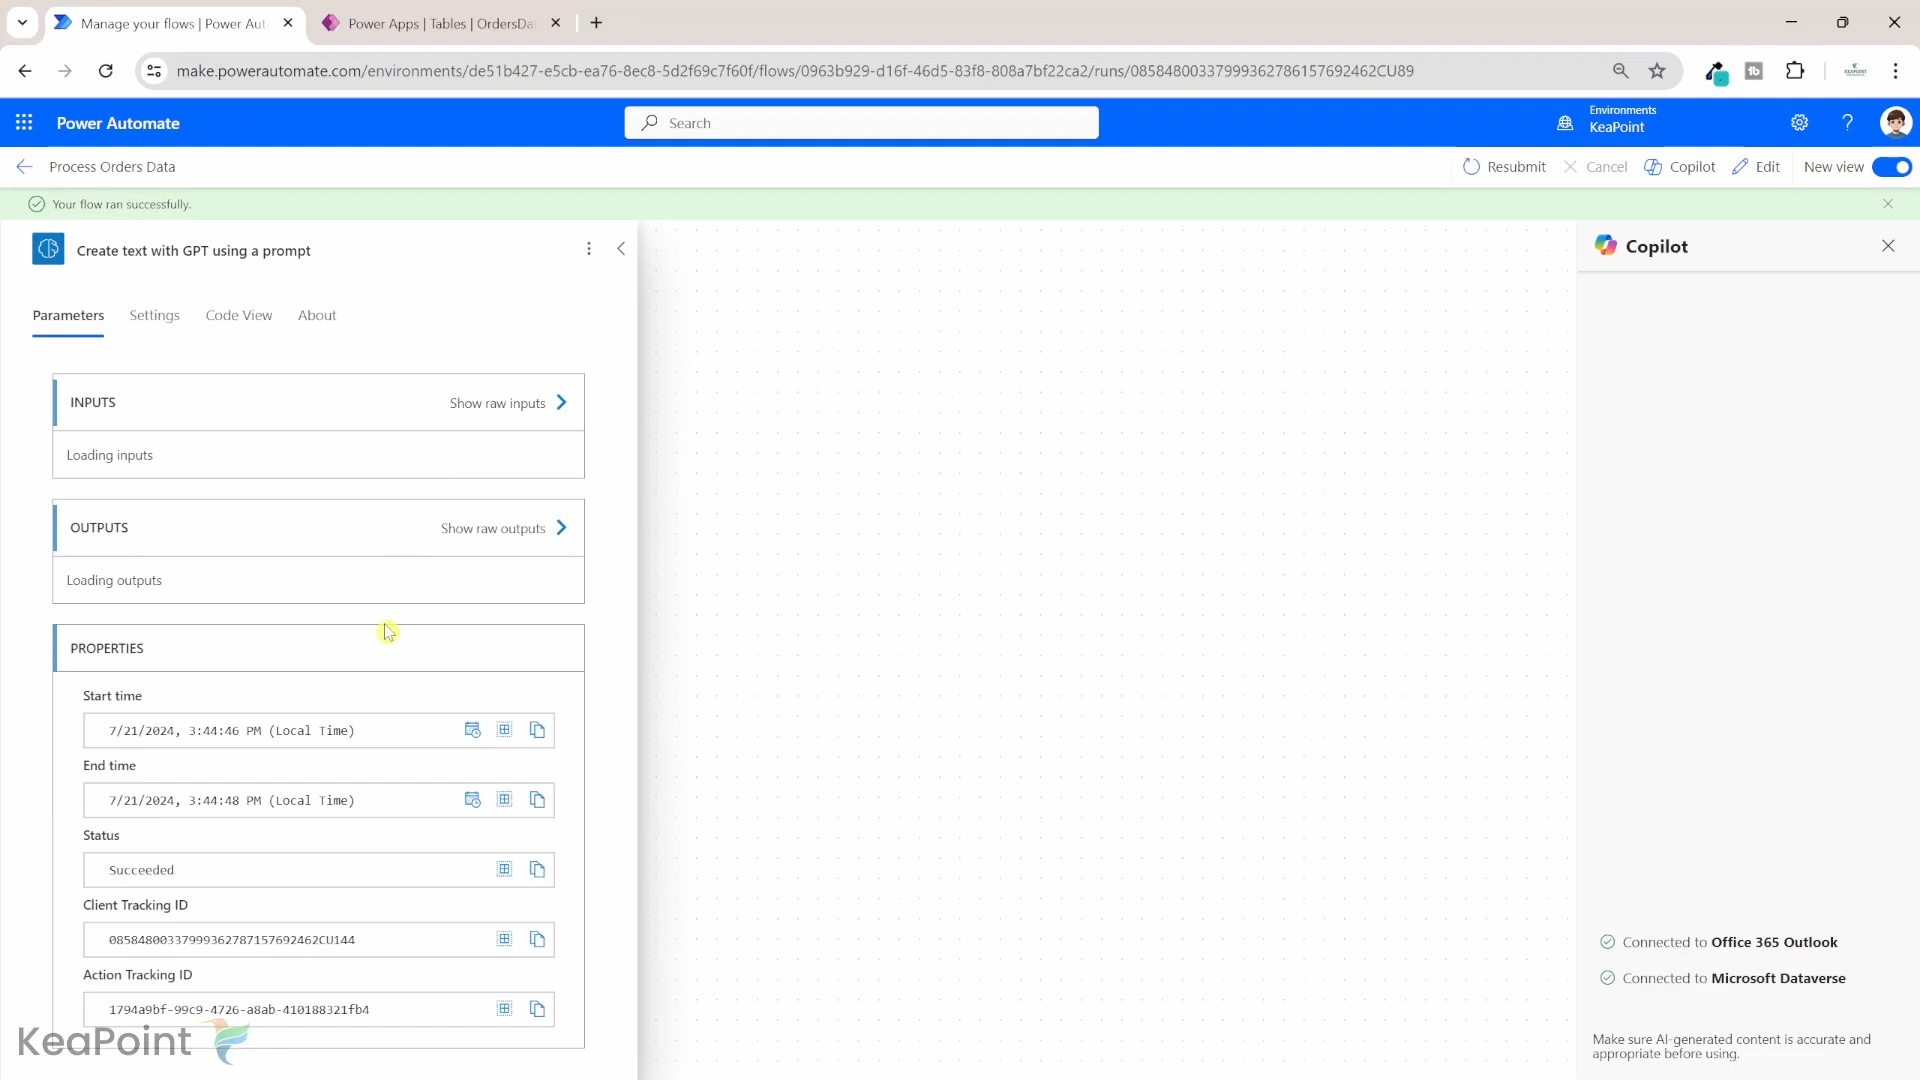 Manage your flows | Power Aut
Power Apps | Tables | OrdersDa
make.powerautomate.com/environments/de51b427-e5cb-ea76-8ec8-5d2f69c7f60f/flows/0963b929-d16f-46d5-83f8-808a7bf22ca2/runs/08584800337999362786157692462CU89
Power Automate
Search
Environments
KeaPoint
Process Orders Data
Resubmit
Cancel
Copilot
Edit
New view
Your flow ran successfully.
Create text with GPT using a prompt
Copilot
Parameters
Settings
Code View
About
INPUTS
Show raw inputs
Loading inputs
OUTPUTS
Show raw outputs
Loading outputs
PROPERTIES
Start time
7/21/2024, 3:44:46 PM (Local Time)
End time
7/21/2024, 3:44:48 PM (Local Time)
Status
Succeeded
Client Tracking ID
08584800337999362787157692462CU144
Action Tracking ID
1794a9bf-99c9-4726-a8ab-410188321fb4
Connected to Office 365 Outlook
Connected to Microsoft Dataverse
Make sure AI-generated content is accurate and
appropriate before using.
KeaPoint